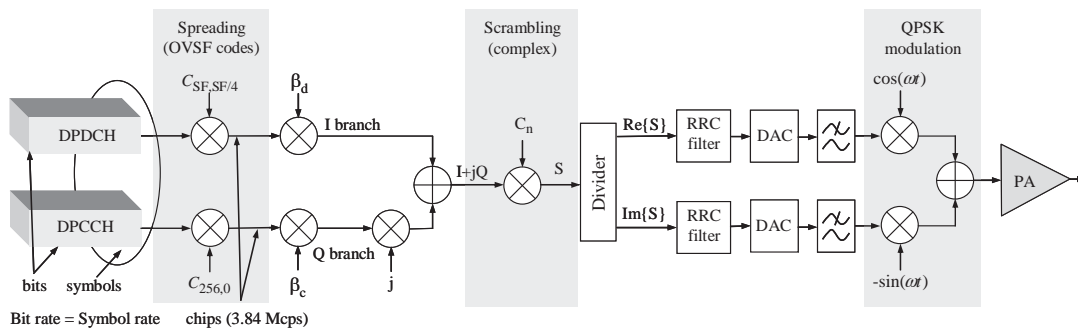 Spreading
(OVSF codes)
Scrambling
(complex)
QPSK
modulation
C_SF,SF/4
β_d
cos(ωt)
DPDCH
I branch
C_n
Re{S}
RRC
filter
DAC
I+jQ
S
Divider
PA
DPCCH
Im{S}
RRC
filter
DAC
Q branch
bits
symbols
C_256,0
β_c
j
-sin(ωt)
Bit rate = Symbol rate
chips (3.84 Mcps)